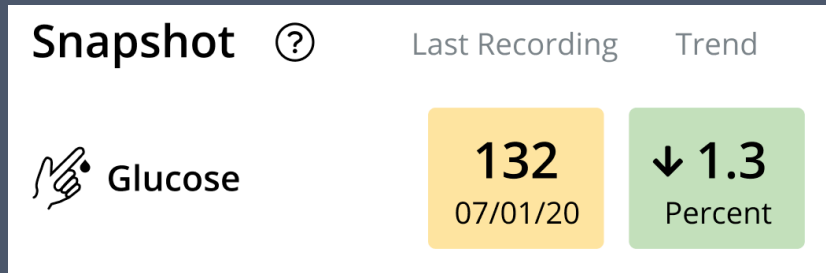 Snapshot ? Last Recording Trend
Glucose
132
07/01/20
↓ 1.3
Percent